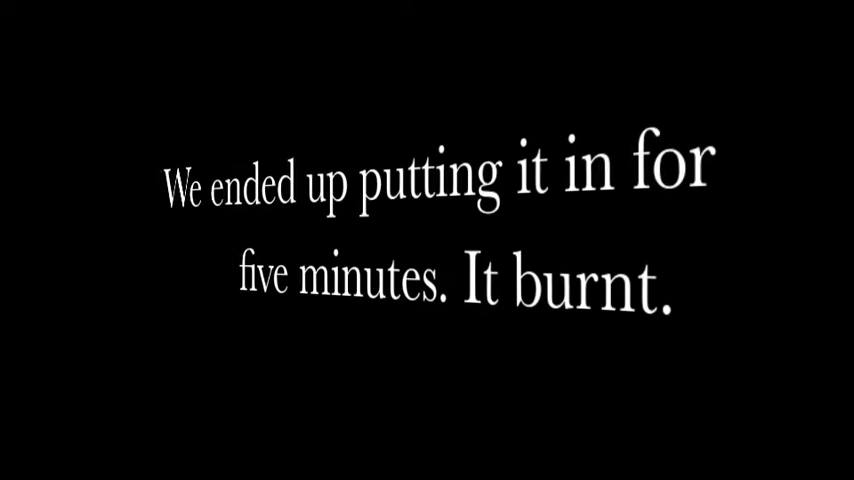 We ended up putting it in for
five minutes. It burnt.